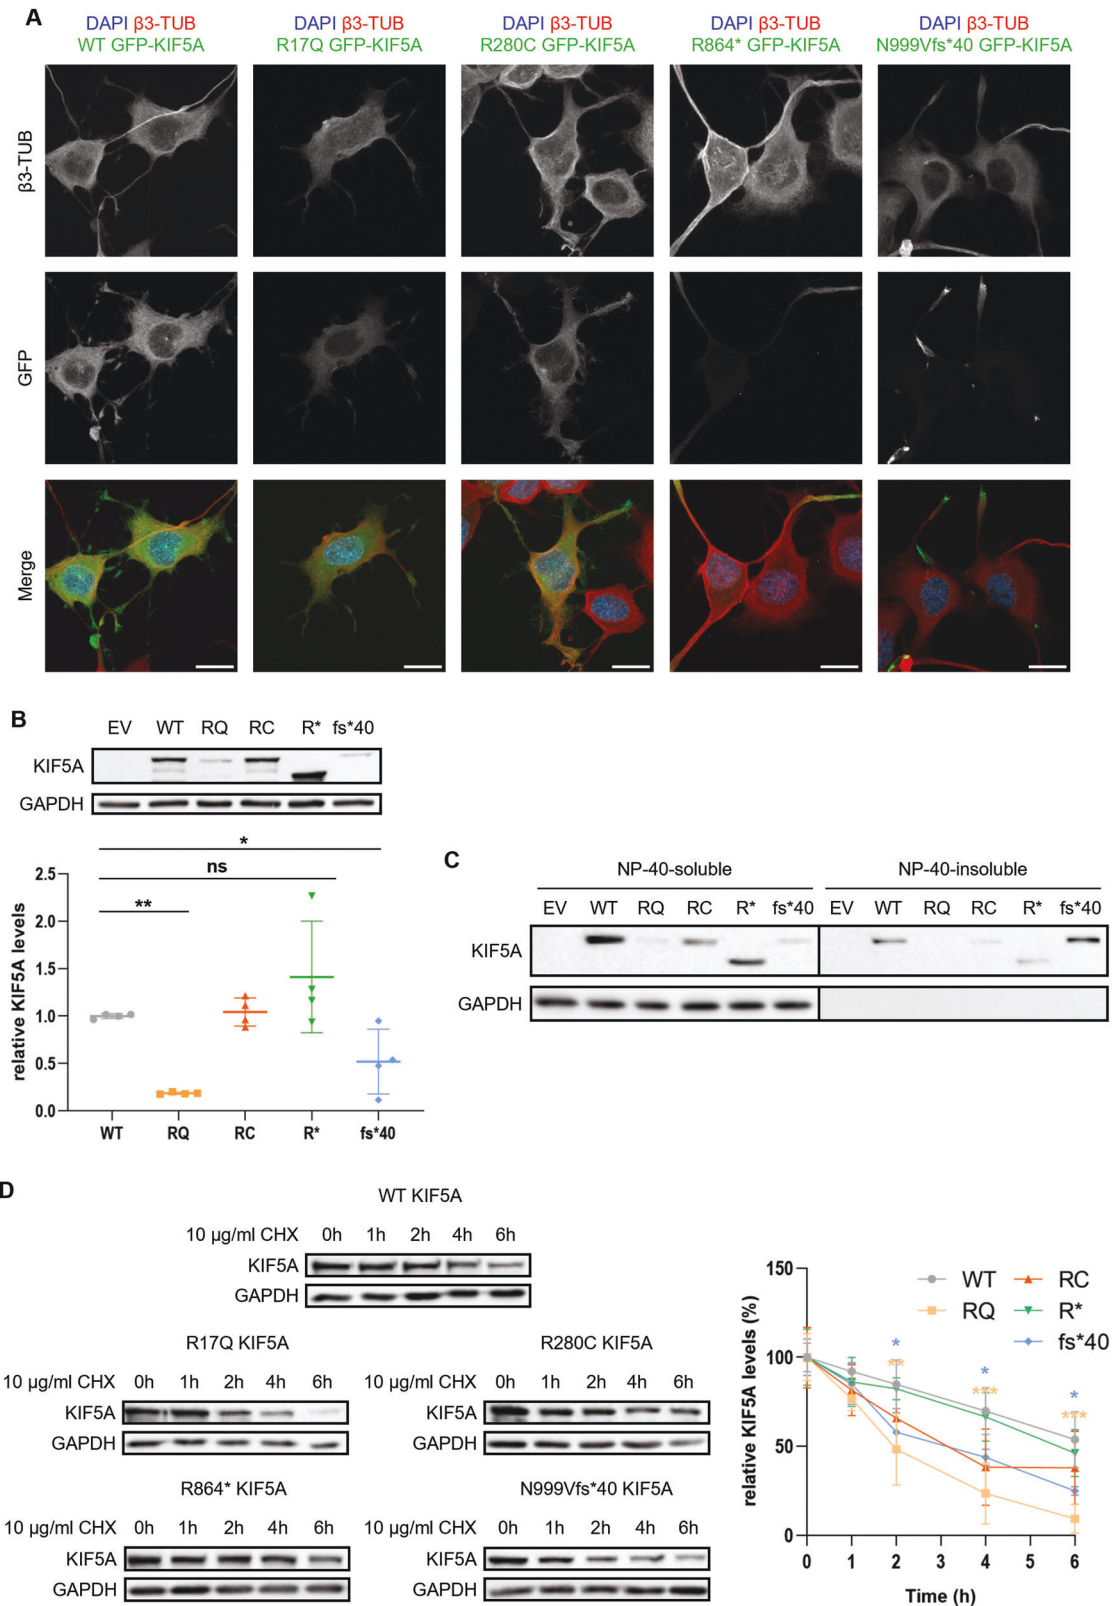 A
DAPI β3-TUB
WT GFP-KIF5A
DAPI β3-TUB
R17Q GFP-KIF5A
DAPI β3-TUB
R280C GFP-KIF5A
DAPI β3-TUB
R864* GFP-KIF5A
DAPI β3-TUB
N999Vfs*40 GFP-KIF5A
β3-TUB
GFP
Merge
B
EV WT RQ RC R* fs*40
KIF5A
GAPDH
*
ns
**
relative KIF5A levels
2.5
2.0
1.5
1.0
0.5
0.0
WT RQ RC R* fs*40
C
NP-40-soluble NP-40-insoluble
EV WT RQ RC R* fs*40 EV WT RQ RC R* fs*40
KIF5A
GAPDH
D
WT KIF5A
10 µg/ml CHX 0h 1h 2h 4h 6h
KIF5A
GAPDH
R17Q KIF5A
10 µg/ml CHX 0h 1h 2h 4h 6h
KIF5A
GAPDH
R280C KIF5A
10 µg/ml CHX 0h 1h 2h 4h 6h
KIF5A
GAPDH
R864* KIF5A
10 µg/ml CHX 0h 1h 2h 4h 6h
KIF5A
GAPDH
N999Vfs*40 KIF5A
10 µg/ml CHX 0h 1h 2h 4h 6h
KIF5A
GAPDH
relative KIF5A levels (%)
150
100
50
0
WT RC
RQ R*
fs*40
*
**
*
***
*
***
0 1 2 3 4 5 6
Time (h)